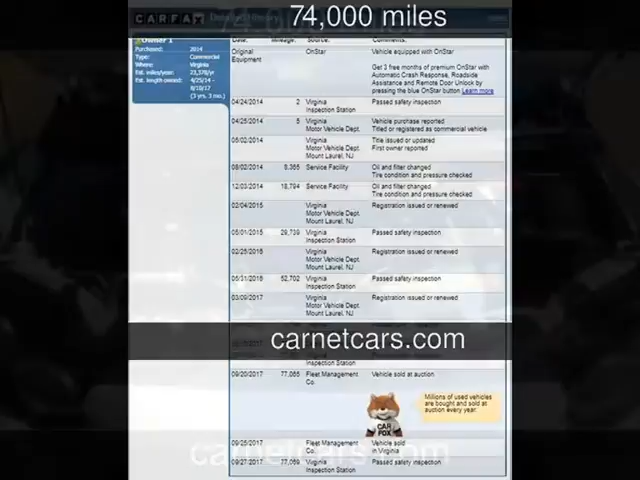 74,000 miles
CARFAX
Owner 1
Purchased: 2014
Type: Commercial
Where: Virginia
Est. miles/year: 23,378/yr
Est. length owned: 4/25/14 -
8/18/17
(3 yrs. 3 mo.)
Date: Mileage: Source: Comments:
Original OnStar Vehicle equipped with OnStar
Equipment
Get 3 free months of premium OnStar with
Automatic Crash Response, Roadside
Assistance and Remote Door Unlock by
pressing the blue OnStar button Learn more
04/24/2014 2 Virginia Passed safety inspection
Inspection Station
04/25/2014 5 Virginia Vehicle purchase reported
Motor Vehicle Dept. Titled or registered as commercial vehicle
05/02/2014 Virginia Title issued or updated
Motor Vehicle Dept. First owner reported
Mount Laurel, NJ
08/02/2014 8,365 Service Facility Oil and filter changed
Tire condition and pressure checked
12/03/2014 18,794 Service Facility Oil and filter changed
Tire condition and pressure checked
02/04/2015 Virginia Registration issued or renewed
Motor Vehicle Dept.
Mount Laurel, NJ
05/01/2015 29,739 Virginia Passed safety inspection
Inspection Station
02/25/2016 Virginia Registration issued or renewed
Motor Vehicle Dept.
Mount Laurel, NJ
05/31/2016 52,702 Virginia Passed safety inspection
Inspection Station
03/09/2017 Virginia Registration issued or renewed
Motor Vehicle Dept.
Mount Laurel, NJ
carnetcars.com
Inspection Station
09/20/2017 77,065 Fleet Management Vehicle sold at auction
Co.
Millions of used vehicles
are bought and sold at
auction every year.
CAR
FOX
09/25/2017 Fleet Management Vehicle sold
Co. in Virginia
09/27/2017 77,069 Virginia Passed safety inspection
Inspection Station
carnetcars.com